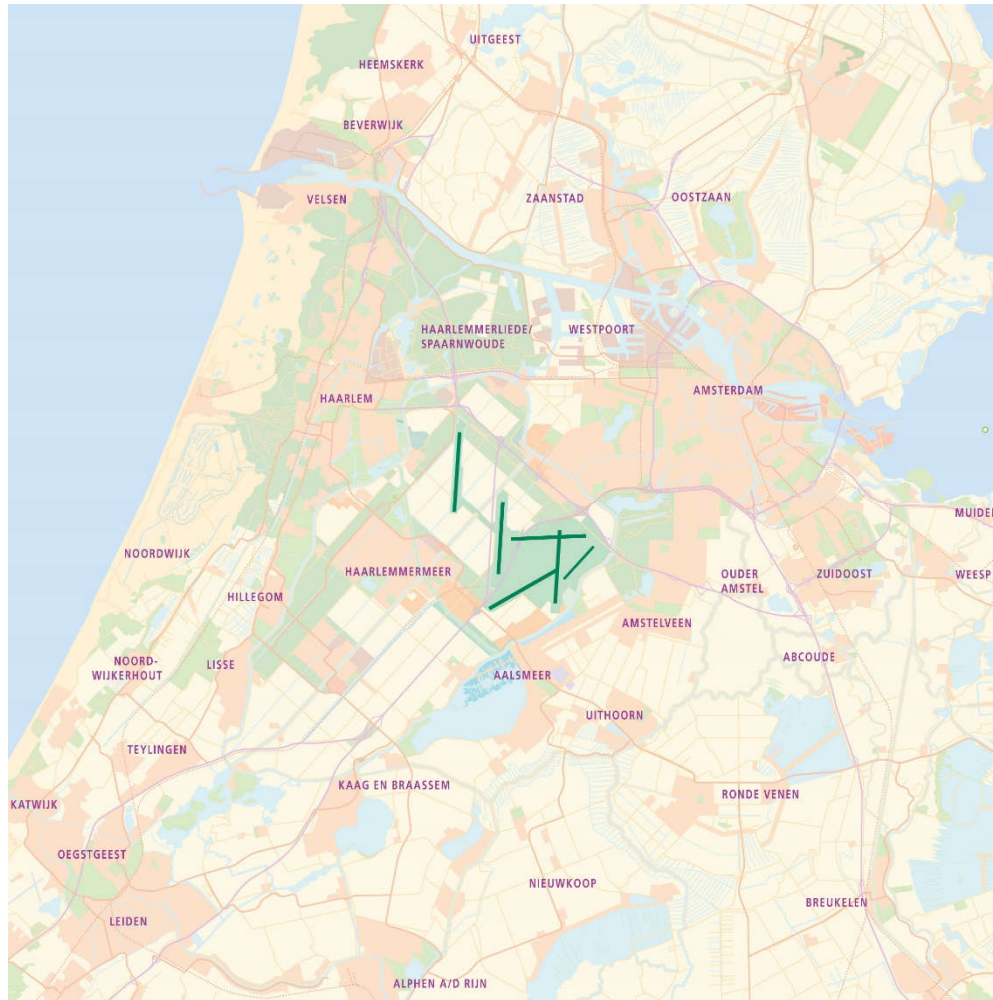 UITGEEST
HEEMSKERK
BEVERWIJK
VELSEN
ZAANSTAD
OOSTZAAN
HAARLEMMERLIEDE/
SPAARNWOUDE
WESTPOORT
HAARLEM
AMSTERDAM
MUIDE
NOORDWIJK
HAARLEMMERMEER
OUDER
AMSTEL
ZUIDOOST
WEESP
HILLEGOM
AMSTELVEEN
NOORD-
WIJKERHOUT
LISSE
ABCOUDE
AALSMEER
UITHOORN
TEYLINGEN
KAAG EN BRAASSEM
RONDE VENEN
KATWIJK
OEGSTGEEST
NIEUWKOOP
BREUKELEN
LEIDEN
ALPHEN A/D RIJN